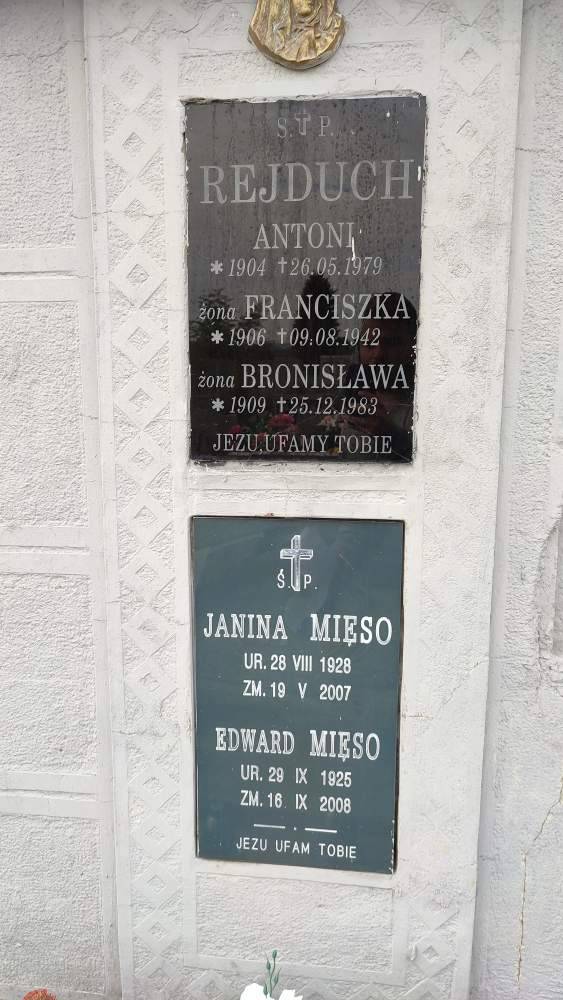 Ś. P.
REJDUCH
ANTONI
* 1904 † 26.05.1979
żona FRANCISZKA
* 1906 † 09.08.1942
żona BRONISŁAWA
* 1909 † 25.12.1983
JEZU, UFAMY TOBIE
Ś. P.
JANINA MIĘSO
UR. 28 VIII 1928
ZM. 19 V 2007
EDWARD MIĘSO
UR. 29 IX 1925
ZM. 16 IX 2008
JEZU UFAM TOBIE